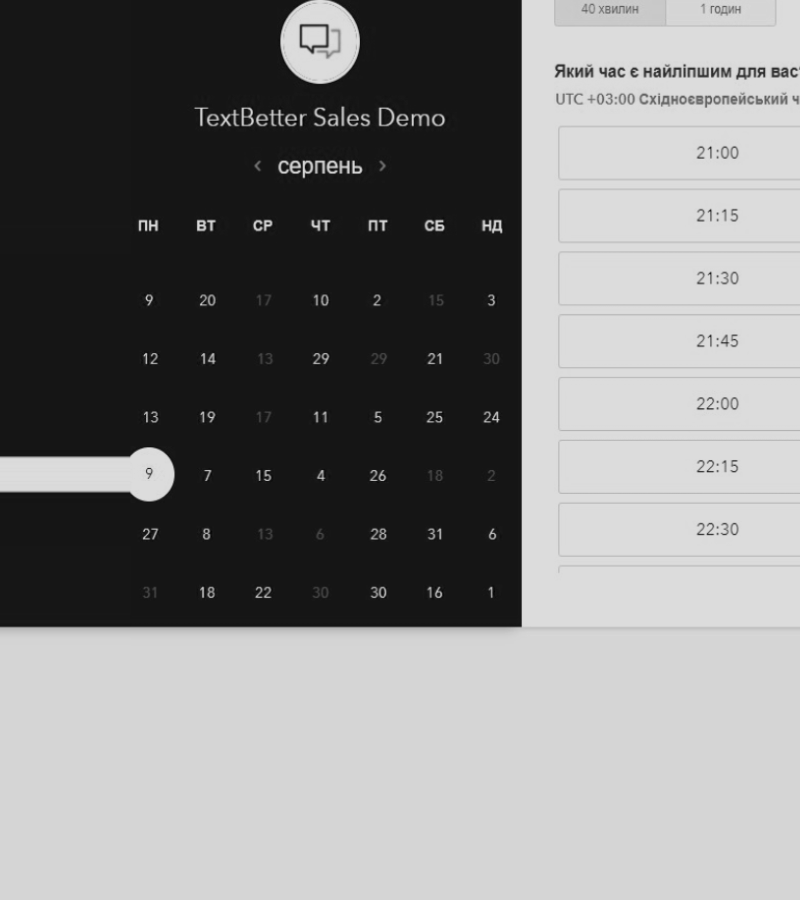 40 хвилин 1 годин
TextBetter Sales Demo
‹ серпень ›
ПН ВТ СР ЧТ ПТ СБ НД
9 20 17 10 2 15 3
12 14 13 29 29 21 30
13 19 17 11 5 25 24
9 7 15 4 26 18 2
27 8 13 6 28 31 6
31 18 22 30 30 16 1
Який час є найліпшим для вас
UTC +03:00 Східноєвропейський ч
21:00
21:15
21:30
21:45
22:00
22:15
22:30